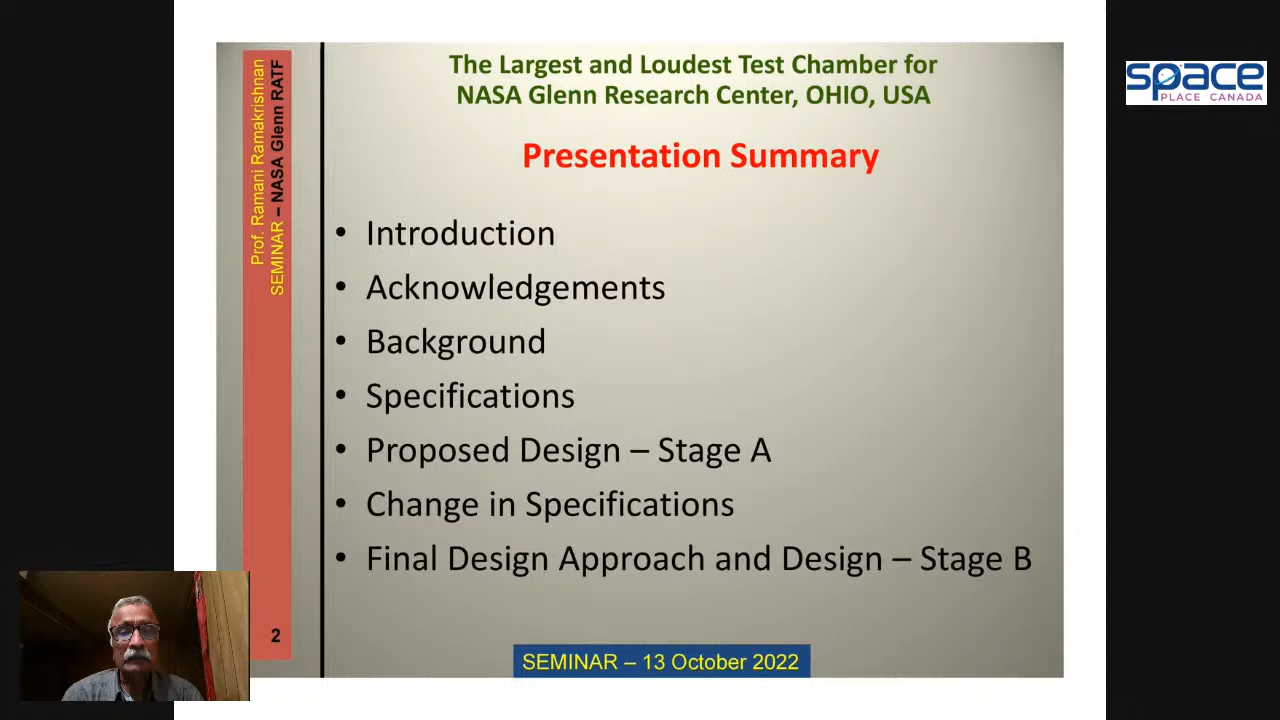 The Largest and Loudest Test Chamber for
NASA Glenn Research Center, OHIO, USA
Presentation Summary
• Introduction
• Acknowledgements
• Background
• Specifications
• Proposed Design – Stage A
• Change in Specifications
• Final Design Approach and Design – Stage B
Prof. Ramani Ramakrishnan
SEMINAR – NASA Glenn RATF
2
SEMINAR – 13 October 2022
space
PLACE CANADA